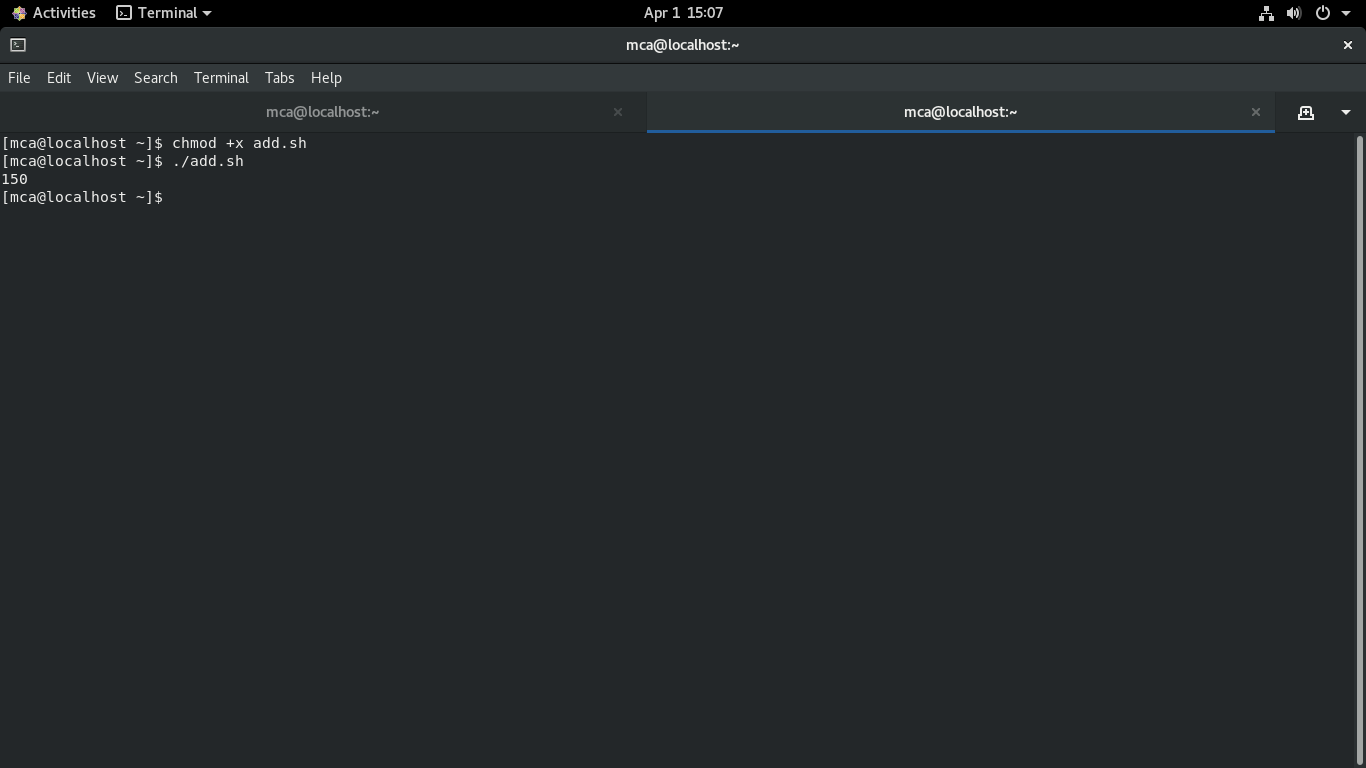 Activities Terminal Apr 1 15:07
mca@localhost:~
File Edit View Search Terminal Tabs Help
mca@localhost:~ mca@localhost:~
[mca@localhost ~]$ chmod +x add.sh
[mca@localhost ~]$ ./add.sh
150
[mca@localhost ~]$